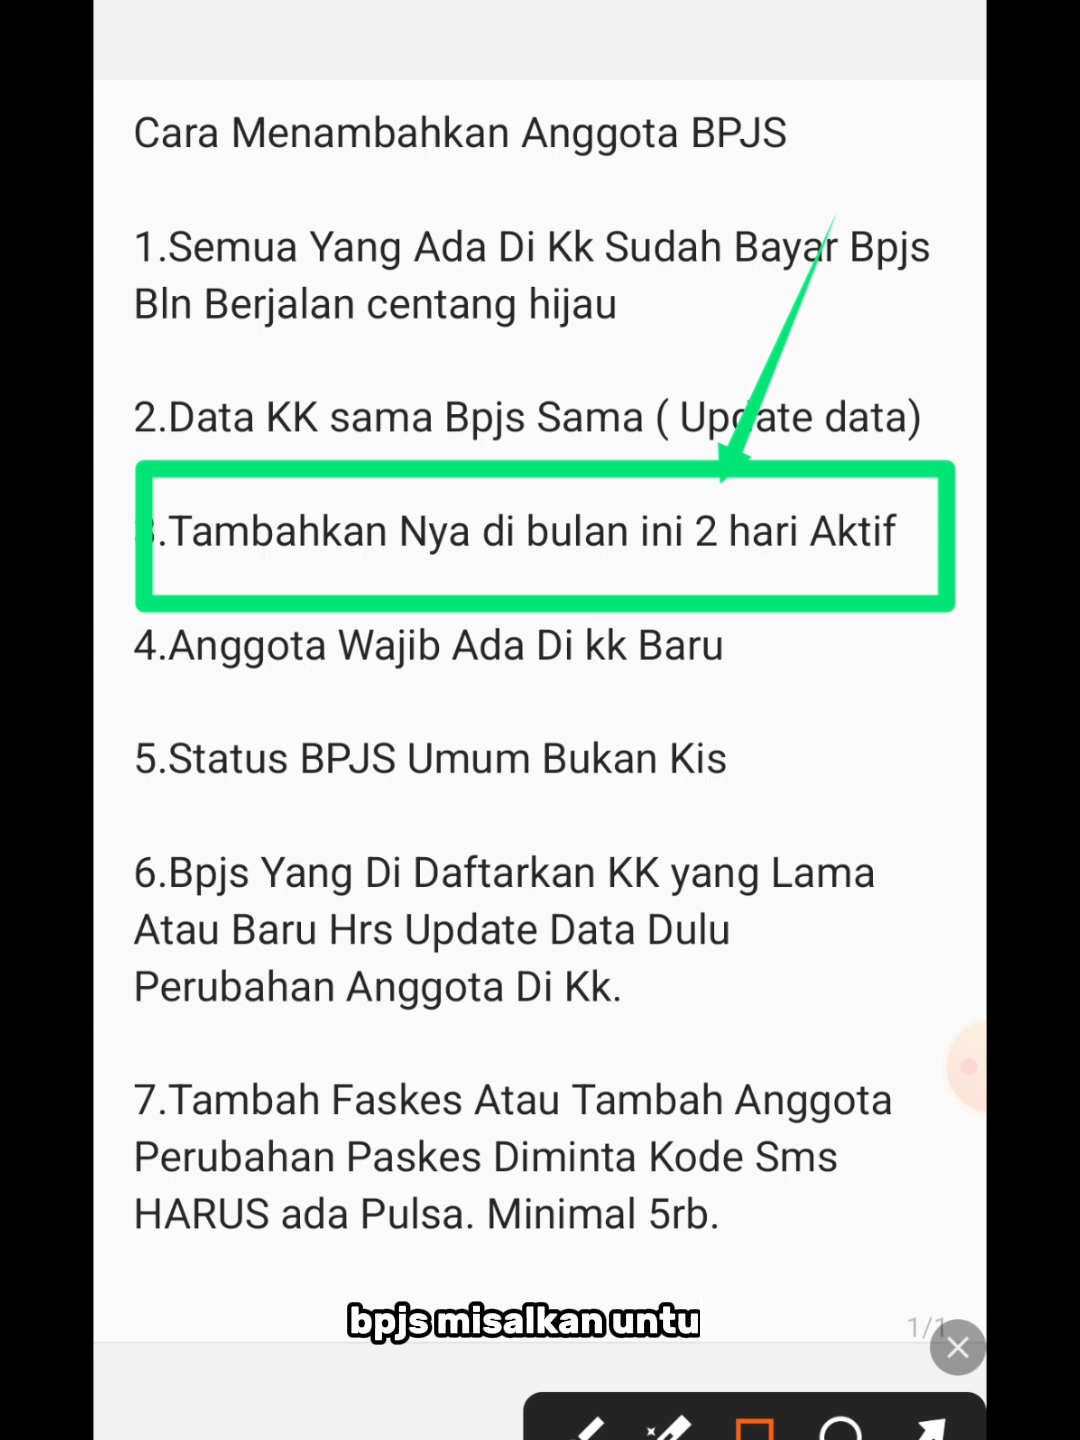 Cara Menambahkan Anggota BPJS
1.Semua Yang Ada Di Kk Sudah Bayar Bpjs
Bln Berjalan centang hijau
2.Data KK sama Bpjs Sama ( Update data)
3.Tambahkan Nya di bulan ini 2 hari Aktif
4.Anggota Wajib Ada Di kk Baru
5.Status BPJS Umum Bukan Kis
6.Bpjs Yang Di Daftarkan KK yang Lama
Atau Baru Hrs Update Data Dulu
Perubahan Anggota Di Kk.
7.Tambah Faskes Atau Tambah Anggota
Perubahan Paskes Diminta Kode Sms
HARUS ada Pulsa. Minimal 5rb.
bpjs misalkan untu
1/1